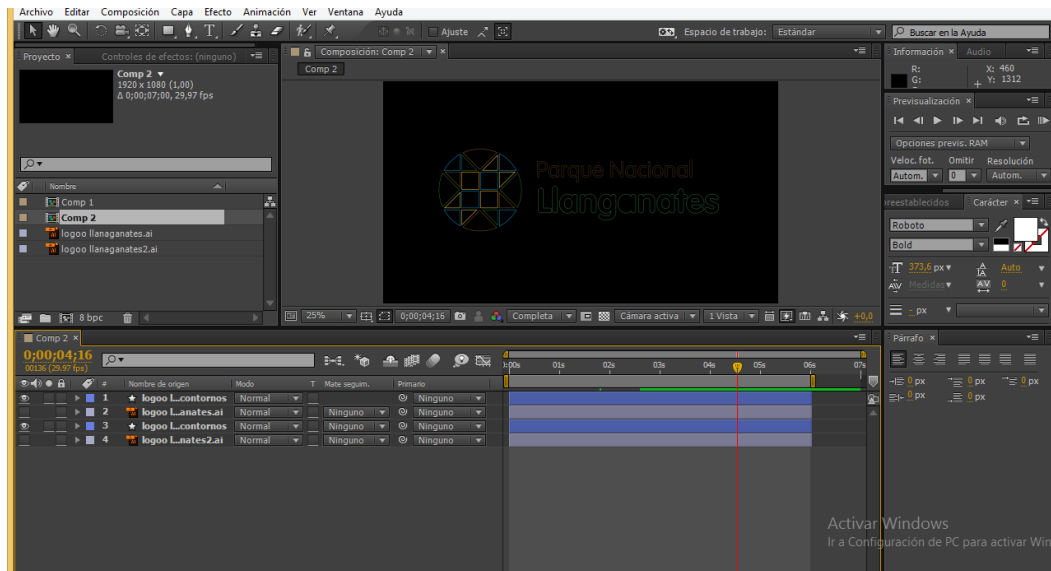 Archivo Editar Composición Capa Efecto Animación Ver Ventana Ayuda
Ajuste
Espacio de trabajo: Estándar
Buscar en la Ayuda
Proyecto × Controles de efectos: (ninguno)
Comp 2 ▼
1920 x 1080 (1,00)
Δ 0;00;07;00, 29,97 fps
Nombre
Comp 1
Comp 2
logoo llanaganates.ai
logoo llanaganates2.ai
8 bpc
Composición: Comp 2
Comp 2
Parque Nacional
Llanganates
25% 0;00;04;16 Completa Cámara activa 1 Vista +0,0
Información × Audio
R: X: 460
G: Y: 1312
Previsualización ×
Opciones previs. RAM
Veloc. fot. Omitir Resolución
Autom. 0 Autom.
reestablecidos Carácter ×
Roboto
Bold
373,6 px Auto
Medidas 0
- px
Párrafo ×
0 px 0 px 0 px
0 px 0 px
Comp 2 ×
0;00;04;16
00136 (29.97 fps)
):00s 01s 02s 03s 04s 05s 06s 07s
# Nombre de origen Modo T Mate seguim. Primario
1 logoo l...contornos Normal Ninguno
2 logoo l...anates.ai Normal Ninguno Ninguno
3 logoo l...contornos Normal Ninguno Ninguno
4 logoo l...nates2.ai Normal Ninguno Ninguno
Activar Windows
Ir a Configuración de PC para activar Win